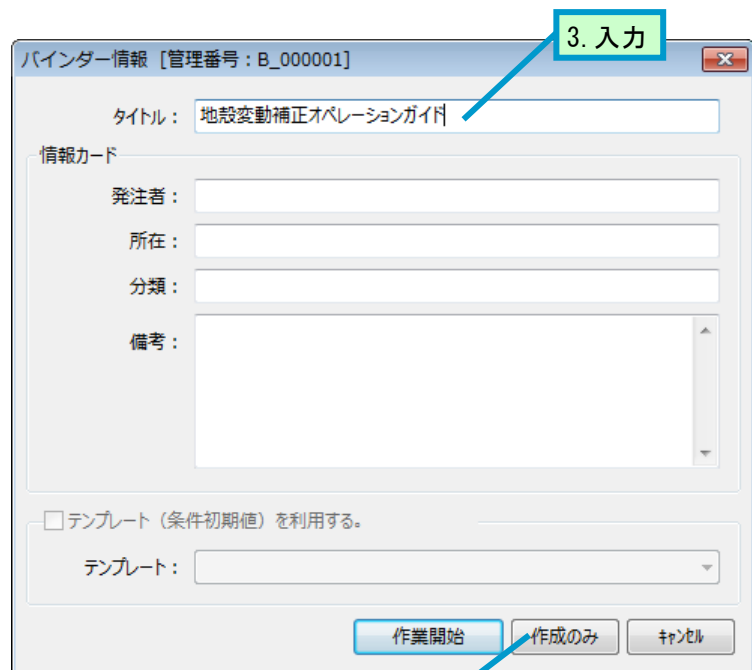 3.入力
バインダー情報 [管理番号：B_000001]
タイトル： 地殻変動補正オペレーションガイド
情報カード
発注者：
所在：
分類：
備考：
テンプレート（条件初期値）を利用する。
テンプレート：
作業開始 作成のみ ｷｬﾝｾﾙ